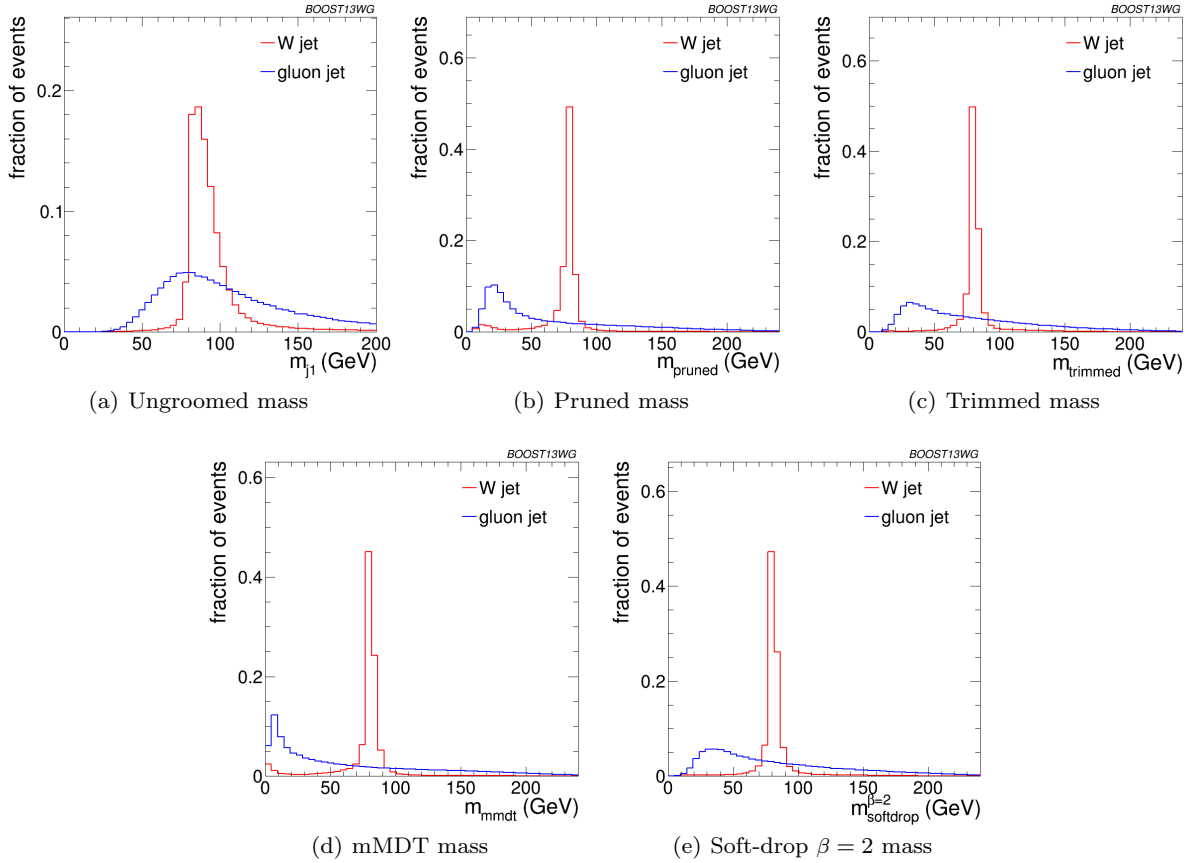 BOOST13WG
fraction of events
W jet
gluon jet
0.2
0.1
0
0 50 100 150 200
m_j1 (GeV)
(a) Ungroomed mass
BOOST13WG
fraction of events
W jet
gluon jet
0.6
0.4
0.2
0
0 50 100 150 200
m_pruned (GeV)
(b) Pruned mass
BOOST13WG
fraction of events
W jet
gluon jet
0.6
0.4
0.2
0
0 50 100 150 200
m_trimmed (GeV)
(c) Trimmed mass
BOOST13WG
fraction of events
W jet
gluon jet
0.6
0.4
0.2
0
0 50 100 150 200
m_mmdt (GeV)
(d) mMDT mass
BOOST13WG
fraction of events
W jet
gluon jet
0.6
0.4
0.2
0
0 50 100 150 200
m^β=2_softdrop (GeV)
(e) Soft-drop β = 2 mass